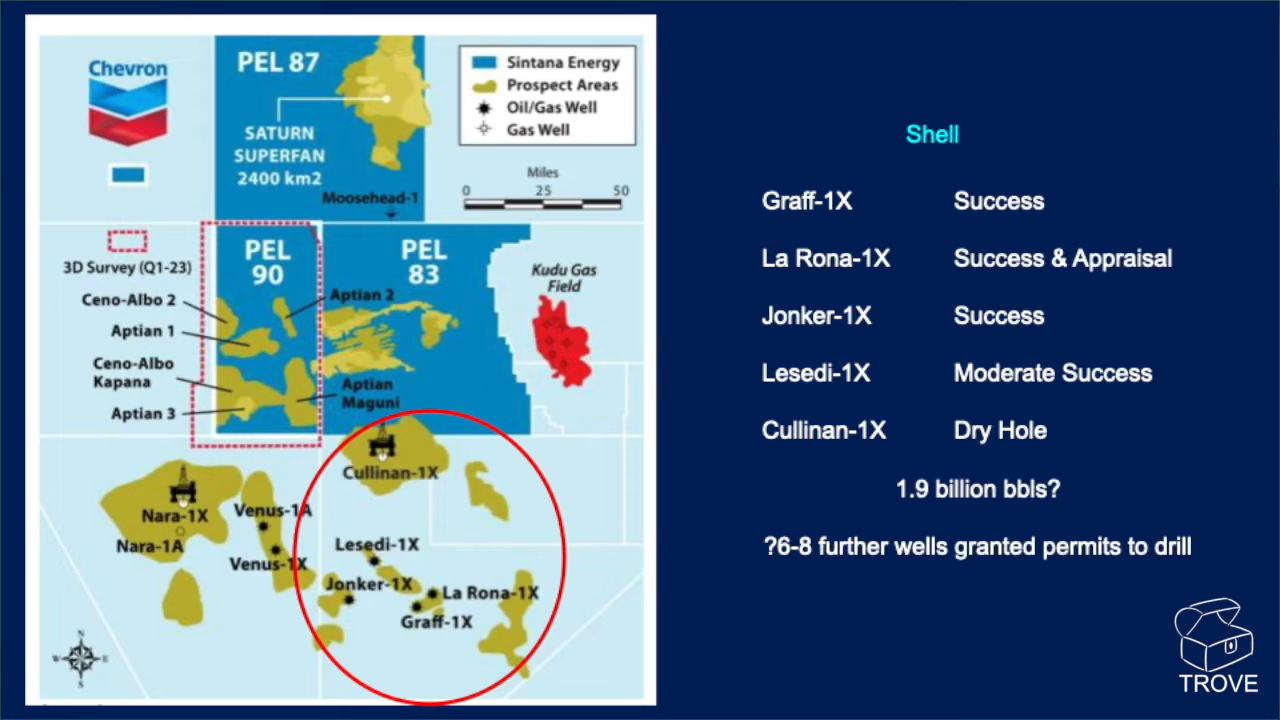 Chevron
PEL 87
SATURN
SUPERFAN
2400 km2
Moosehead-1
Sintana Energy
Prospect Areas
Oil/Gas Well
Gas Well
Miles
0 25 50
3D Survey (Q1-23)
PEL
90
PEL
83
Kudu Gas
Field
Ceno-Albo 2
Aptian 2
Aptian 1
Ceno-Albo
Kapana
Aptian
Maguni
Aptian 3
Cullinan-1X
Nara-1X
Venus-1A
Nara-1A
Venus-1X
Lesedi-1X
Jonker-1X
La Rona-1X
Graff-1X
N
W E
S
Shell
Graff-1X Success
La Rona-1X Success & Appraisal
Jonker-1X Success
Lesedi-1X Moderate Success
Cullinan-1X Dry Hole
1.9 billion bbls?
?6-8 further wells granted permits to drill
TROVE